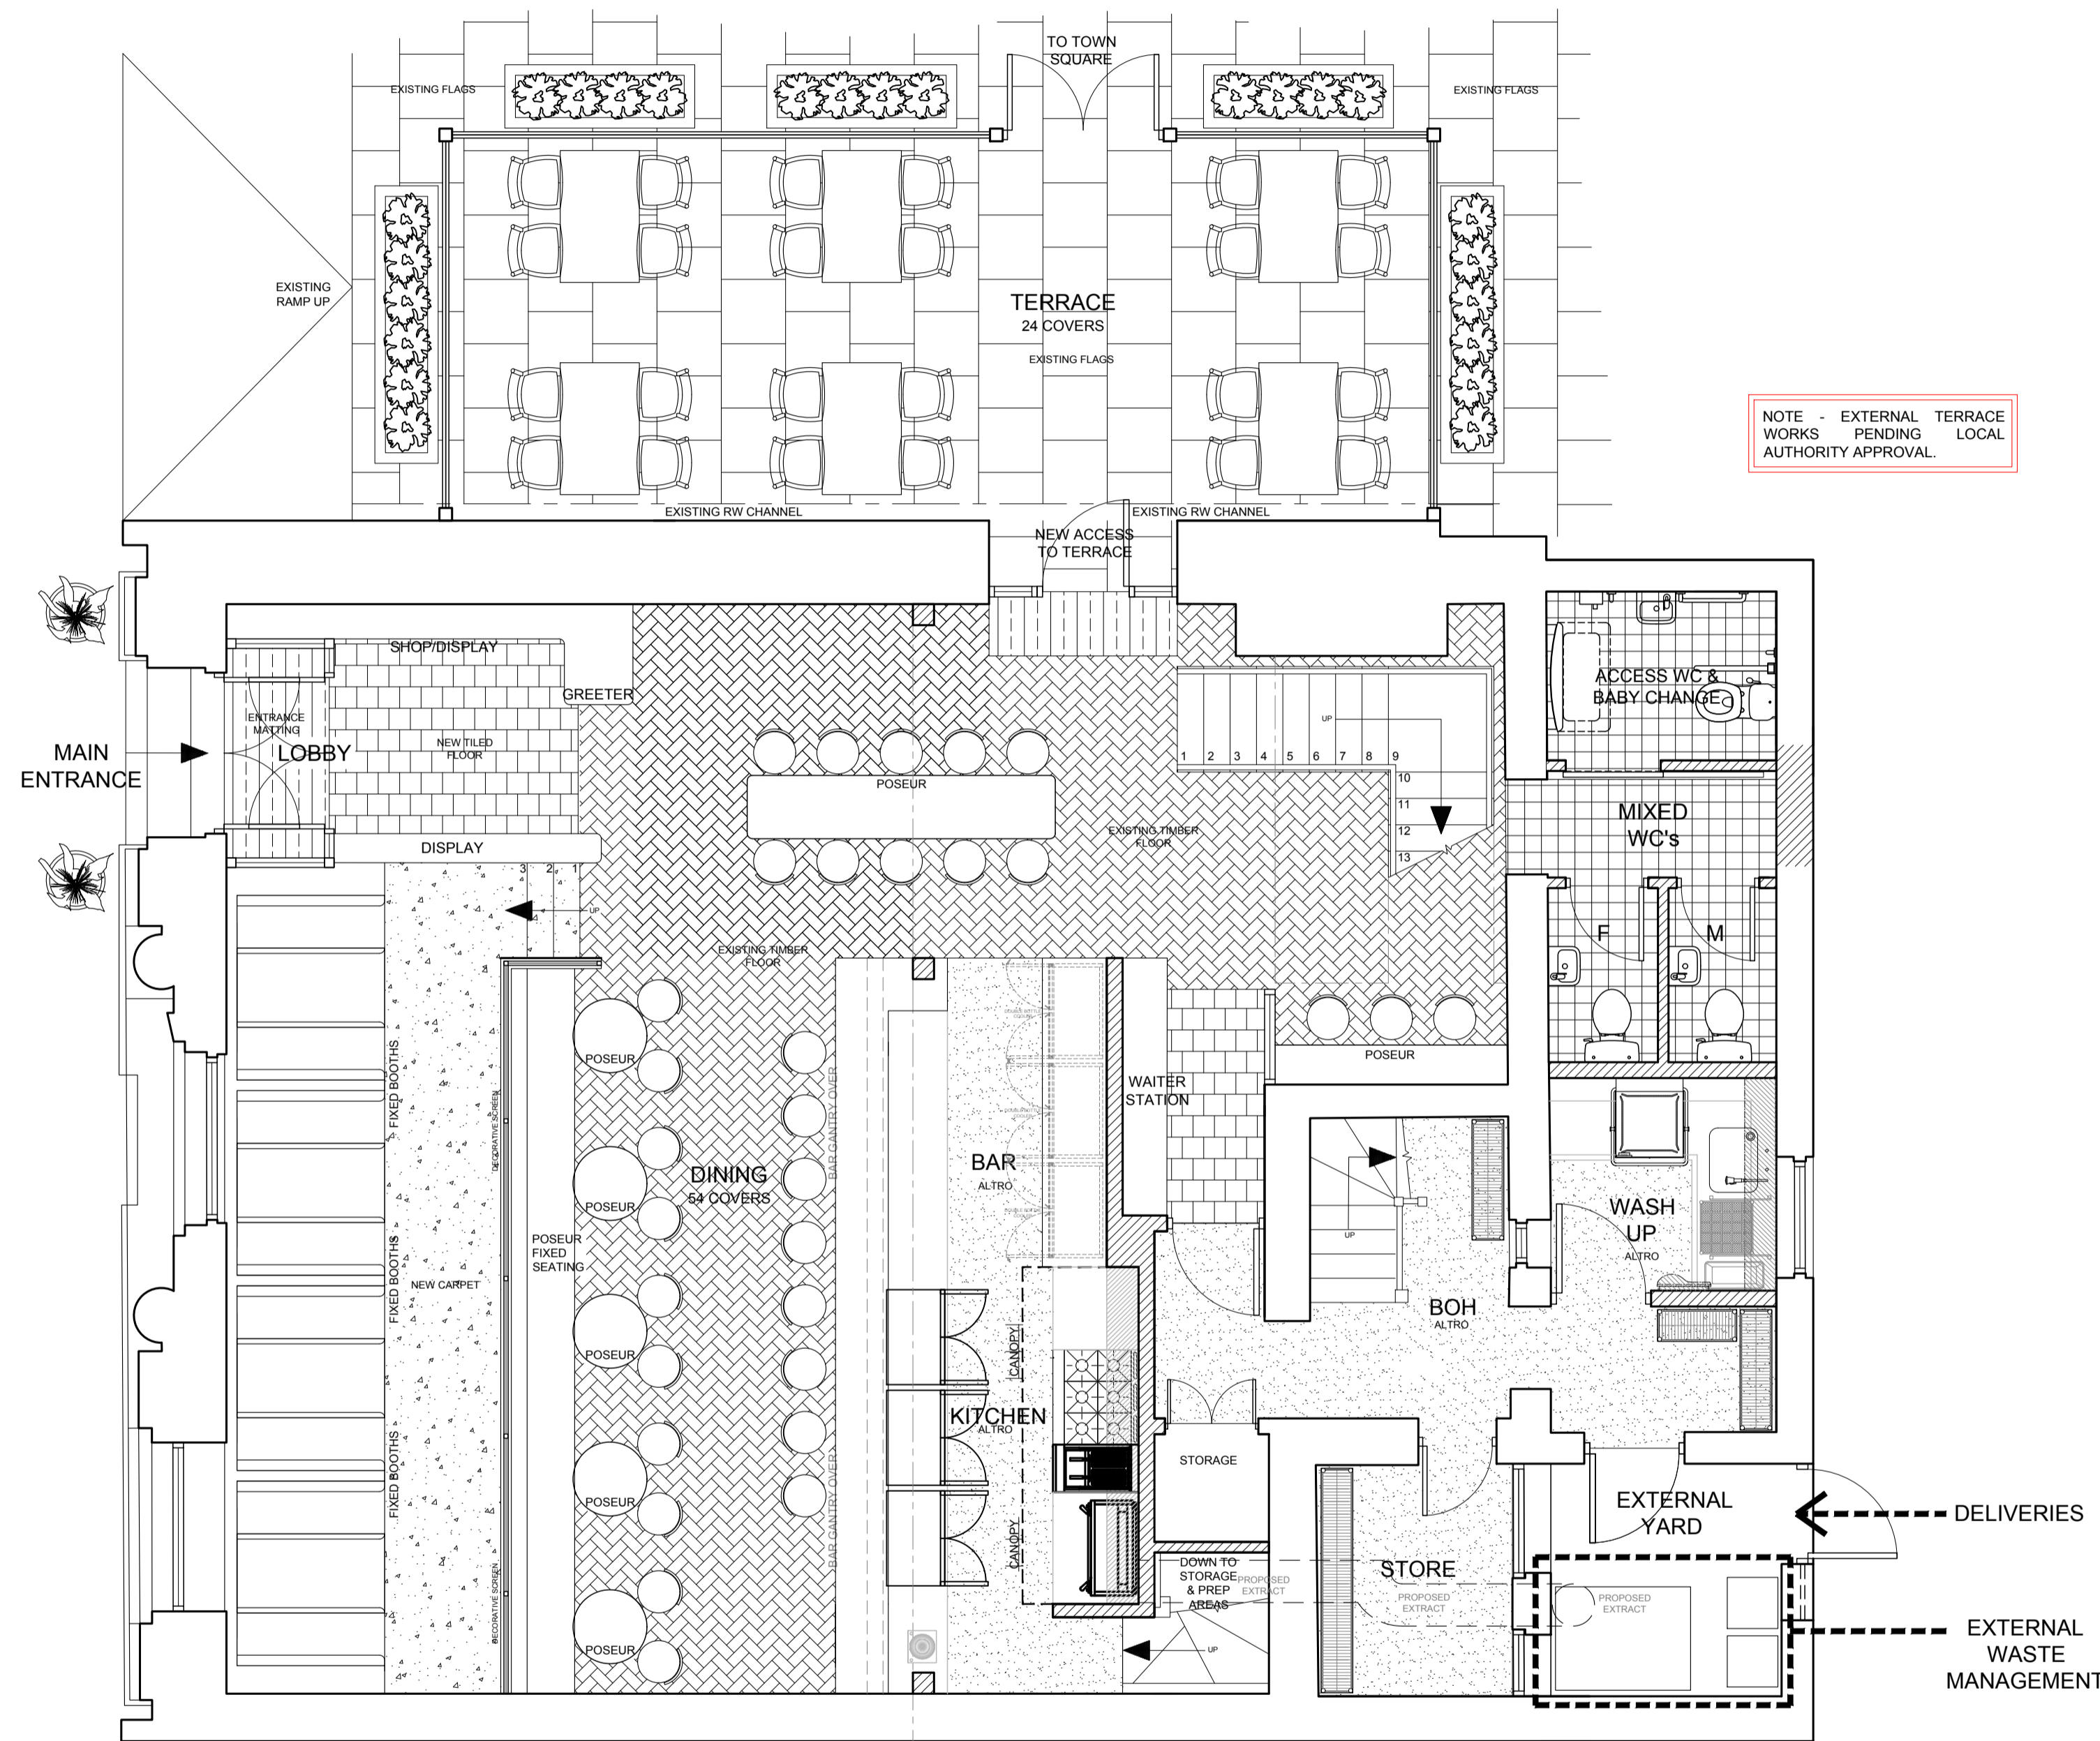 TO TOWN
SQUARE
EXISTING FLAGS
EXISTING FLAGS
EXISTING
RAMP UP
TERRACE
24 COVERS
EXISTING FLAGS
NOTE - EXTERNAL TERRACE
WORKS PENDING LOCAL
AUTHORITY APPROVAL.
EXISTING RW CHANNEL
EXISTING RW CHANNEL
NEW ACCESS
TO TERRACE
SHOP/DISPLAY
GREETER
ENTRANCE
MATTING
LOBBY
NEW TILED
FLOOR
MAIN
ENTRANCE
DISPLAY
3 2 1
UP
POSEUR
EXISTING TIMBER
FLOOR
EXISTING TIMBER
FLOOR
UP
1 2 3 4 5 6 7 8 9
10
11
12
13
ACCESS WC &
BABY CHANGE
MIXED
WC's
F
M
FIXED BOOTHS
FIXED BOOTHS
FIXED BOOTHS
NEW CARPET
DECORATIVE SCREEN
DECORATIVE SCREEN
POSEUR
FIXED
SEATING
POSEUR
POSEUR
POSEUR
POSEUR
POSEUR
DINING
54 COVERS
BAR GANTRY OVER
BAR GANTRY OVER
BAR
ALTRO
WAITER
STATION
POSEUR
UP
WASH
UP
ALTRO
BOH
ALTRO
CANOPY
CANOPY
KITCHEN
ALTRO
STORAGE
DOWN TO
STORAGE
& PREP
AREAS
PROPOSED
EXTRACT
UP
STORE
PROPOSED
EXTRACT
EXTERNAL
YARD
PROPOSED
EXTRACT
DELIVERIES
EXTERNAL
WASTE
MANAGEMENT